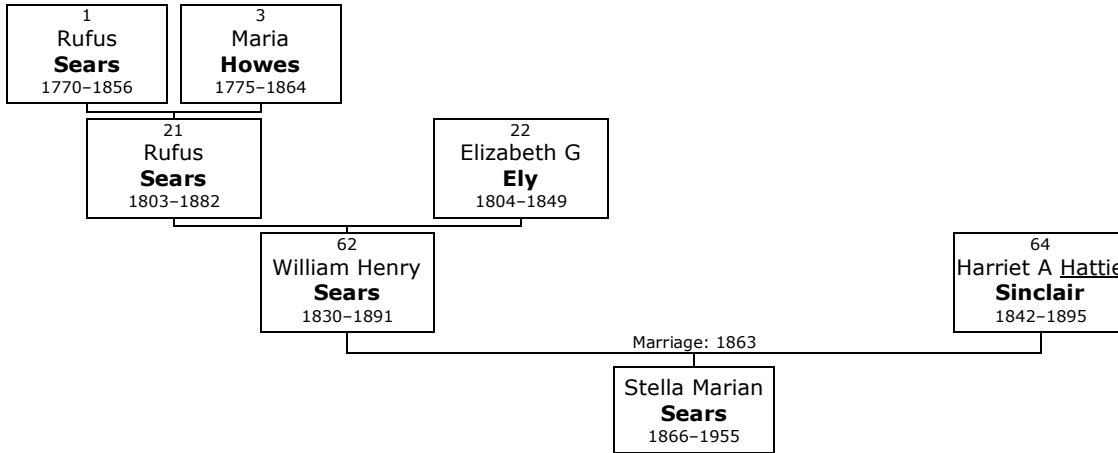 1
Rufus
Sears
1770–1856
3
Maria
Howes
1775–1864
21
Rufus
Sears
1803–1882
22
Elizabeth G
Ely
1804–1849
62
William Henry
Sears
1830–1891
64
Harriet A Hattie
Sinclair
1842–1895
Marriage: 1863
Stella Marian
Sears
1866–1955